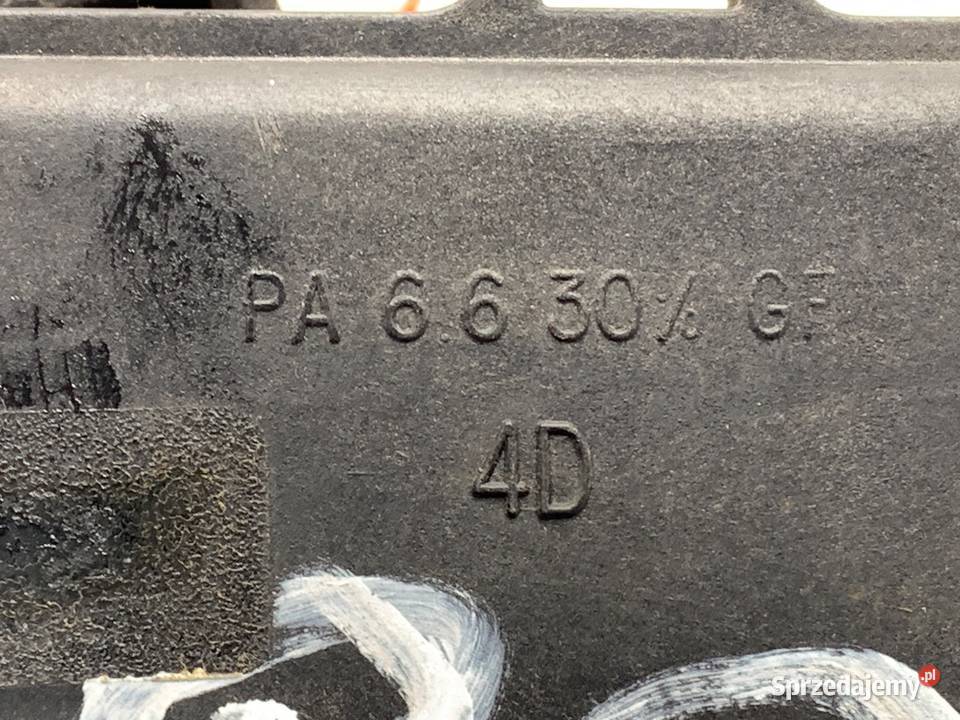 PA 6.6 30% GF
4D
Sprzedajemy.pl